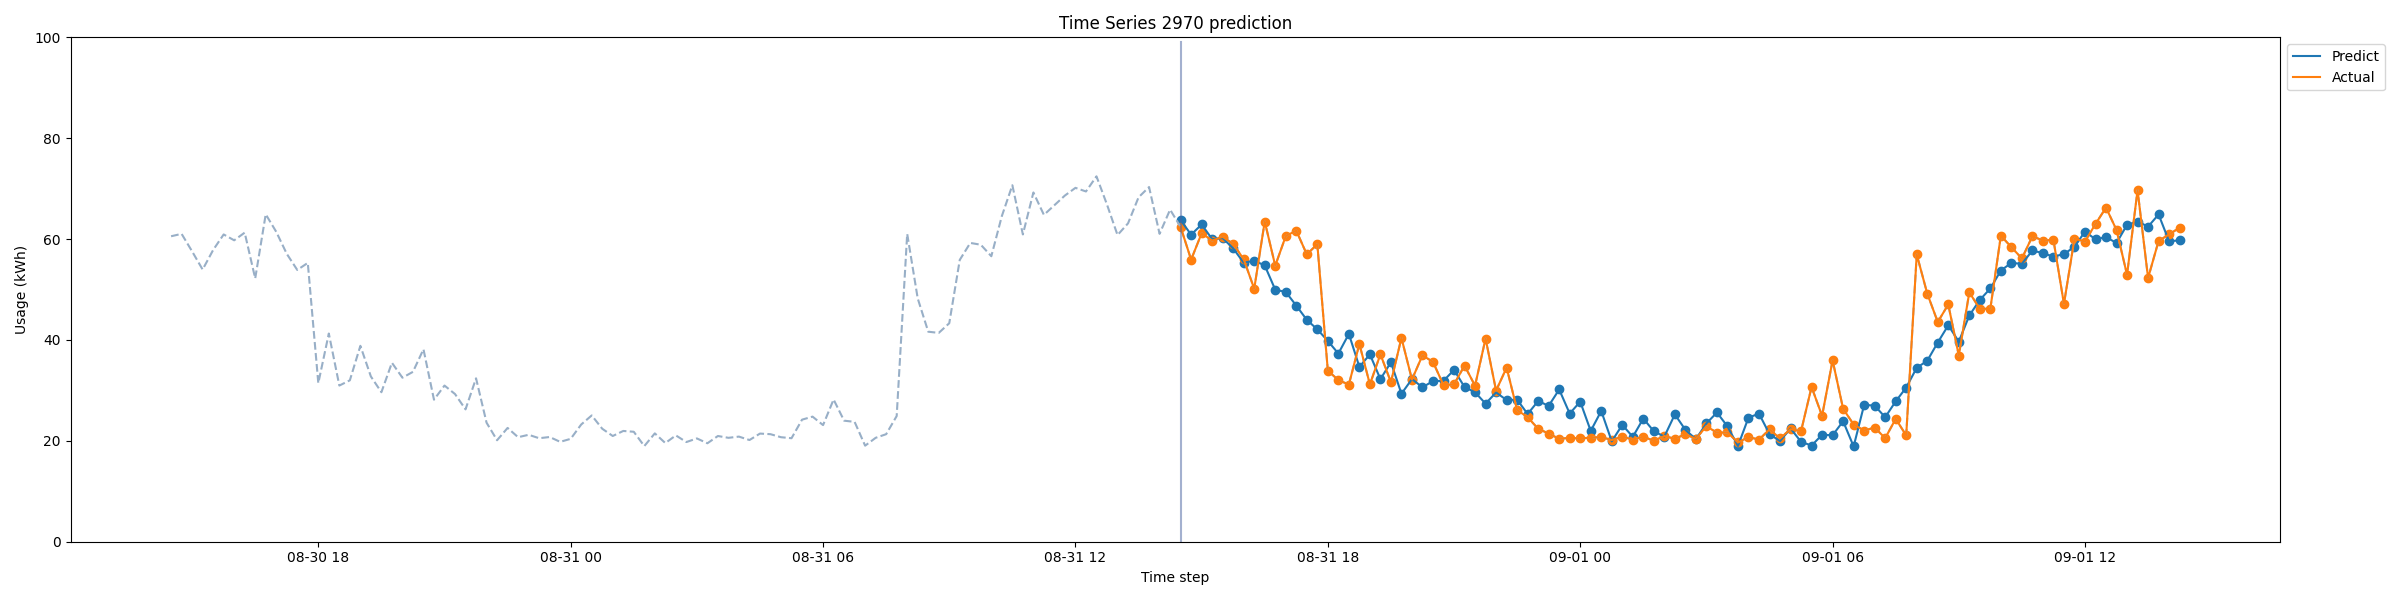 Time Series 2970 prediction
Predict
Actual
Usage (kWh)
100
80
60
40
20
0
08-30 18
08-31 00
08-31 06
08-31 12
08-31 18
09-01 00
09-01 06
09-01 12
Time step